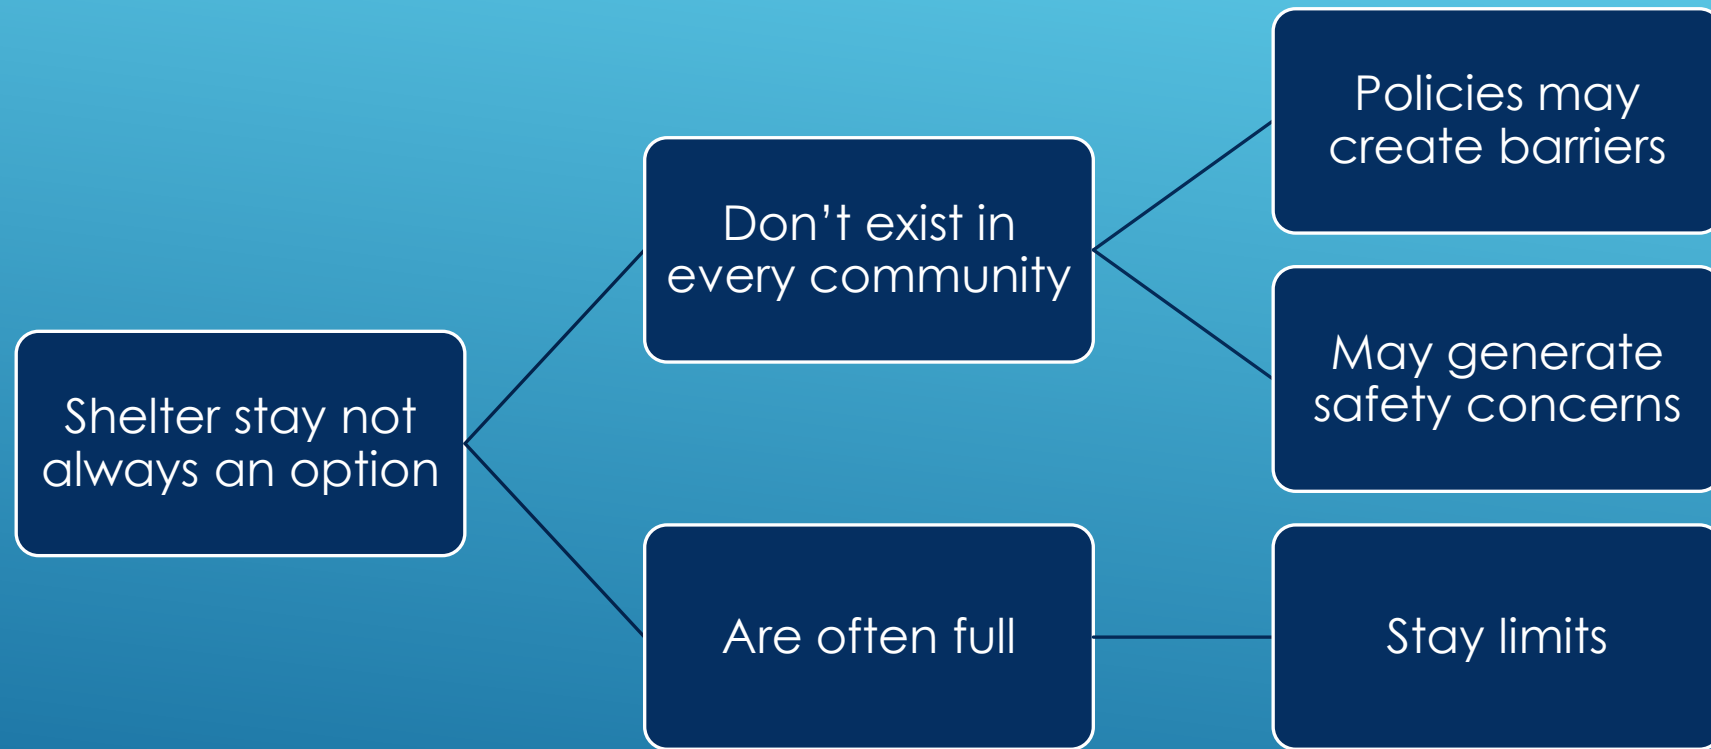 Shelter stay not
always an option
Don’t exist in
every community
Policies may
create barriers
May generate
safety concerns
Are often full
Stay limits